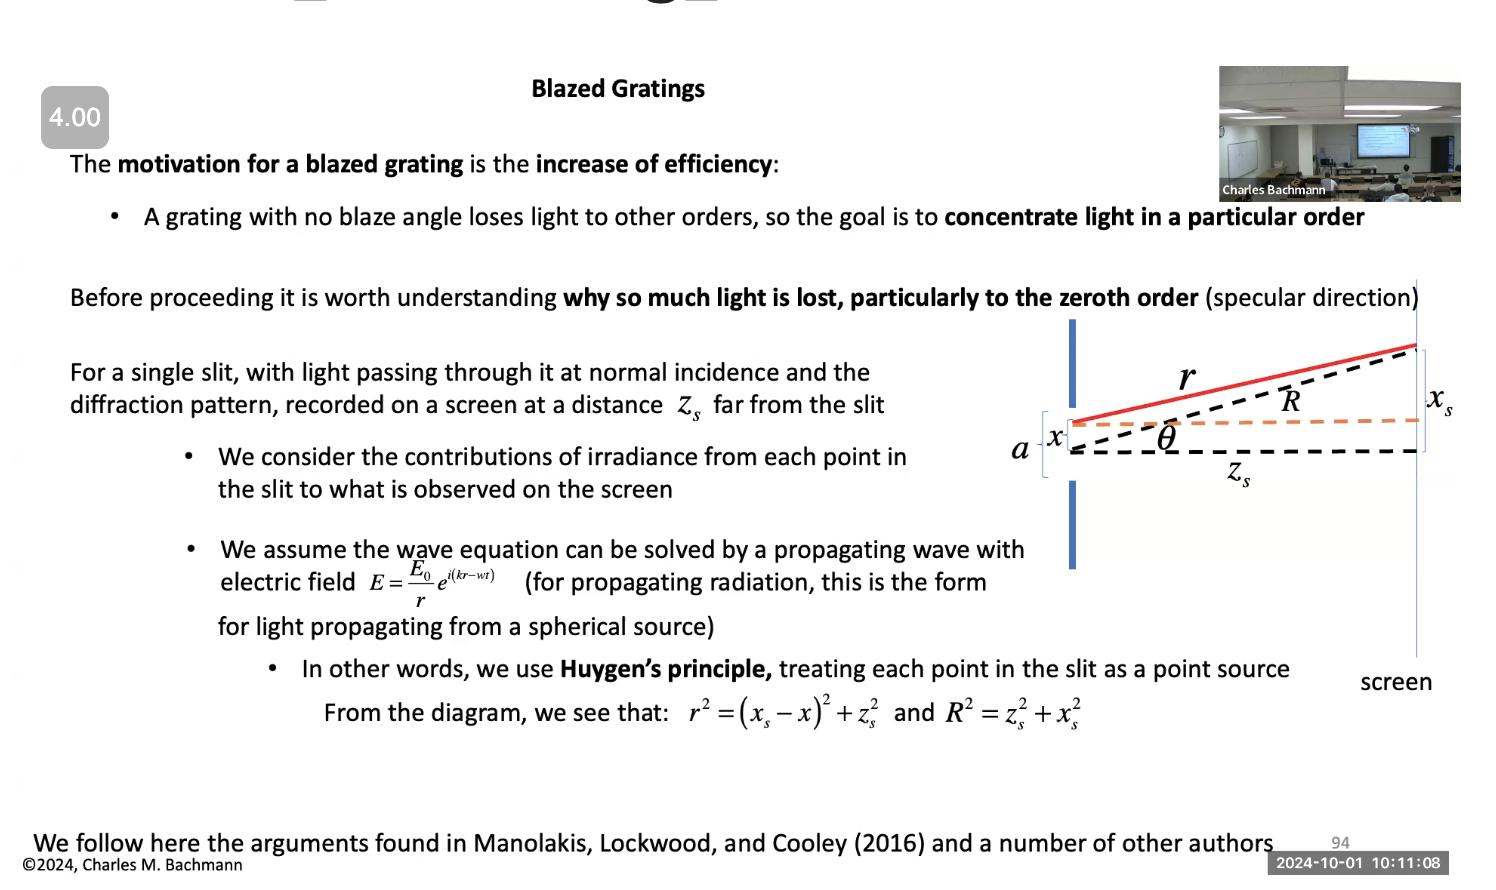 Blazed Gratings
4.00
The motivation for a blazed grating is the increase of efficiency:
Charles Bachmann
• A grating with no blaze angle loses light to other orders, so the goal is to concentrate light in a particular order
Before proceeding it is worth understanding why so much light is lost, particularly to the zeroth order (specular direction)
For a single slit, with light passing through it at normal incidence and the
diffraction pattern, recorded on a screen at a distance z_s far from the slit
• We consider the contributions of irradiance from each point in
the slit to what is observed on the screen
• We assume the wave equation can be solved by a propagating wave with
electric field E = E_0/r e^{i(kr-wt)} (for propagating radiation, this is the form
for light propagating from a spherical source)
• In other words, we use Huygen’s principle, treating each point in the slit as a point source
From the diagram, we see that: r^2 = (x_s - x)^2 + z_s^2 and R^2 = z_s^2 + x_s^2
r
R
x_s
a
x
θ
z_s
screen
We follow here the arguments found in Manolakis, Lockwood, and Cooley (2016) and a number of other authors
94
©2024, Charles M. Bachmann
2024-10-01 10:11:08